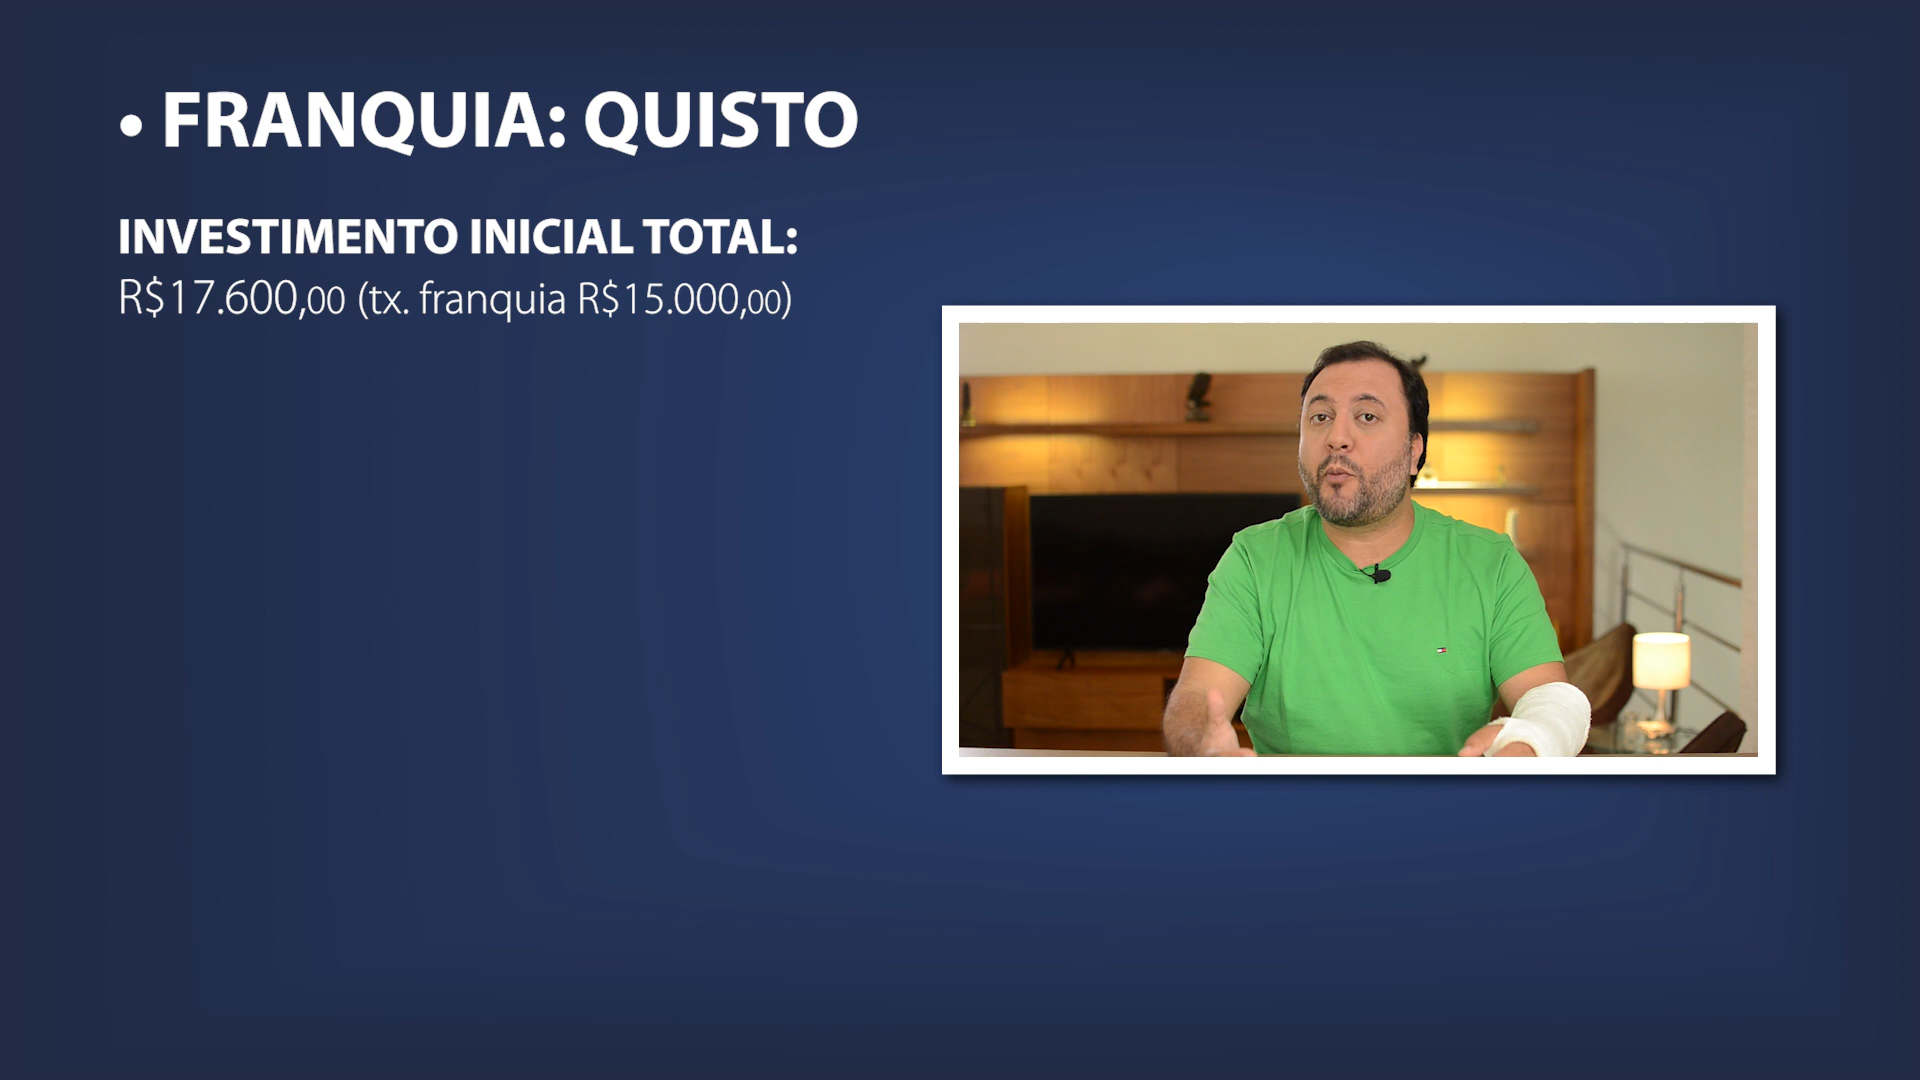 • FRANQUIA: QUISTO
INVESTIMENTO INICIAL TOTAL:
R$17.600,00 (tx. franquia R$15.000,00)